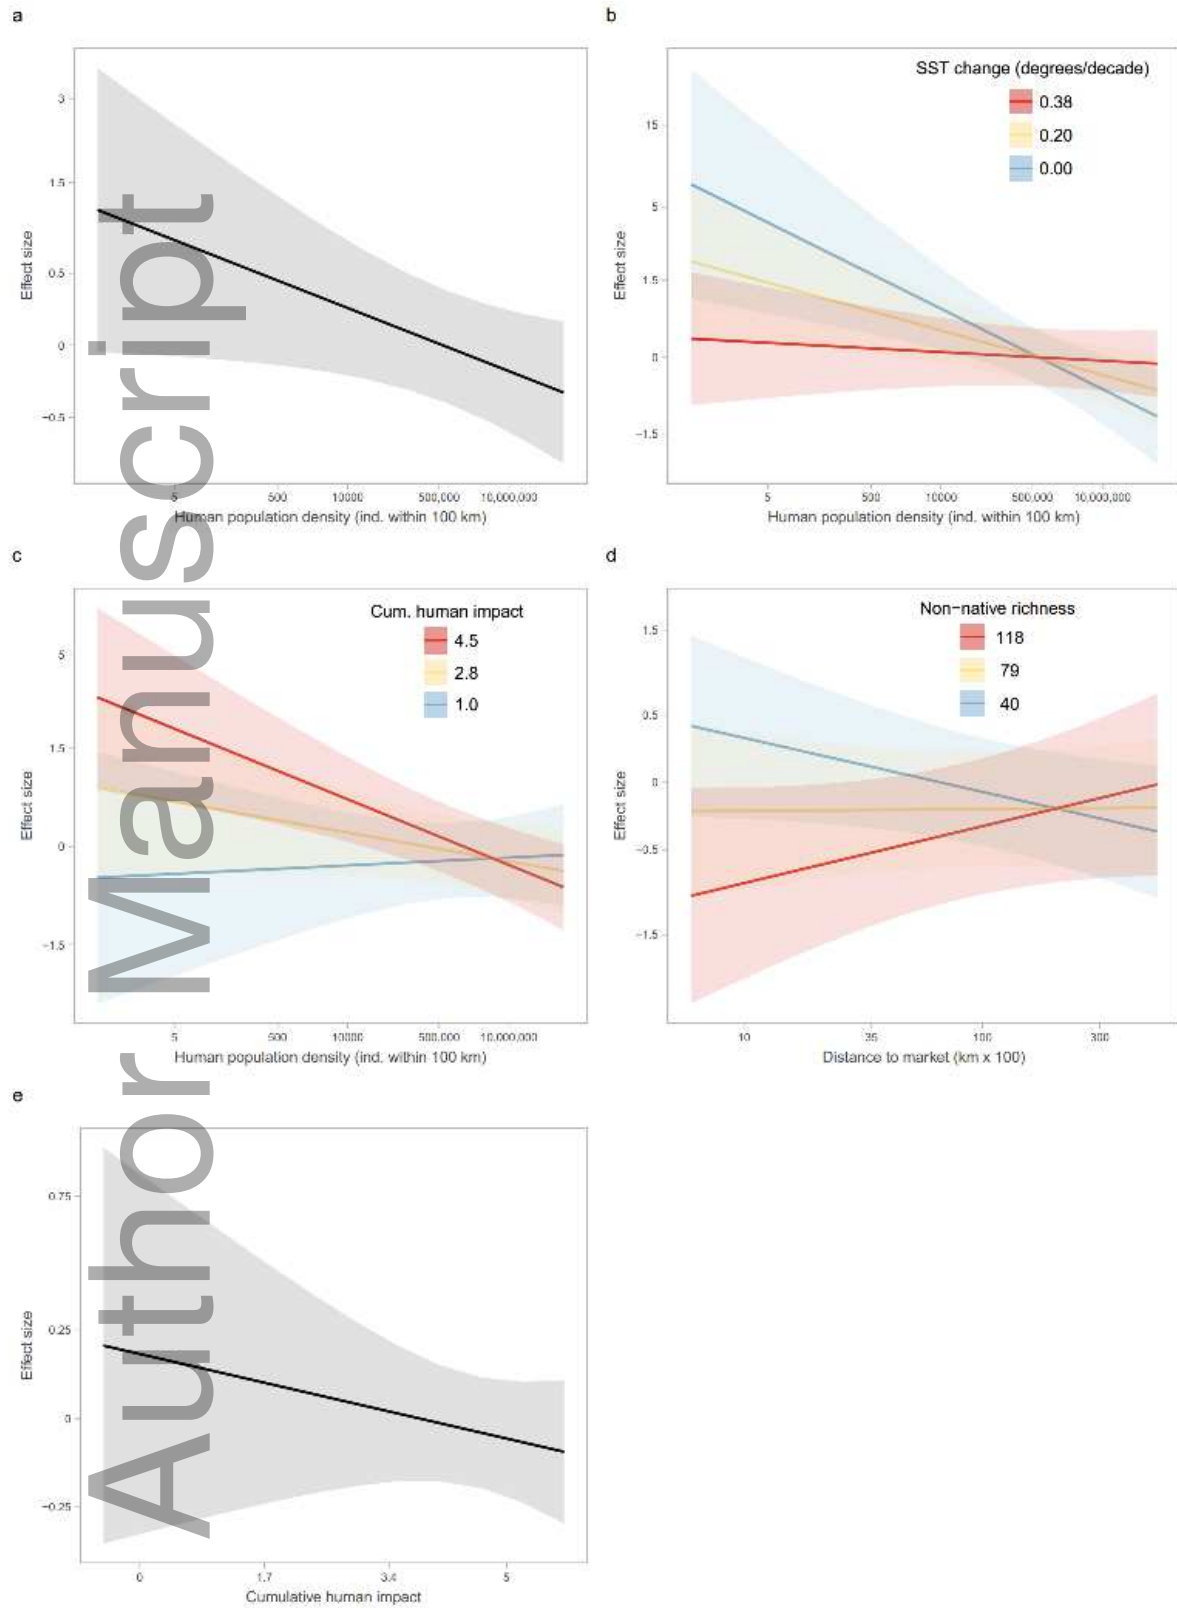 a
3
1.5
0.5
0
−0.5
Effect size
5
500
10000
500,000
10,000,000
Human population density (ind. within 100 km)
b
SST change (degrees/decade)
0.38
0.20
0.00
15
5
1.5
0
−1.5
Effect size
5
500
10000
500,000
10,000,000
Human population density (ind. within 100 km)
c
Cum. human impact
4.5
2.8
1.0
5
1.5
0
−1.5
Effect size
5
500
10000
500,000
10,000,000
Human population density (ind. within 100 km)
d
Non−native richness
118
79
40
1.5
0.5
0
−0.5
−1.5
Effect size
10
35
100
300
Distance to market (km x 100)
e
0.75
0.25
0
−0.25
Effect size
0
1.7
3.4
5
Cumulative human impact
Author Manuscript